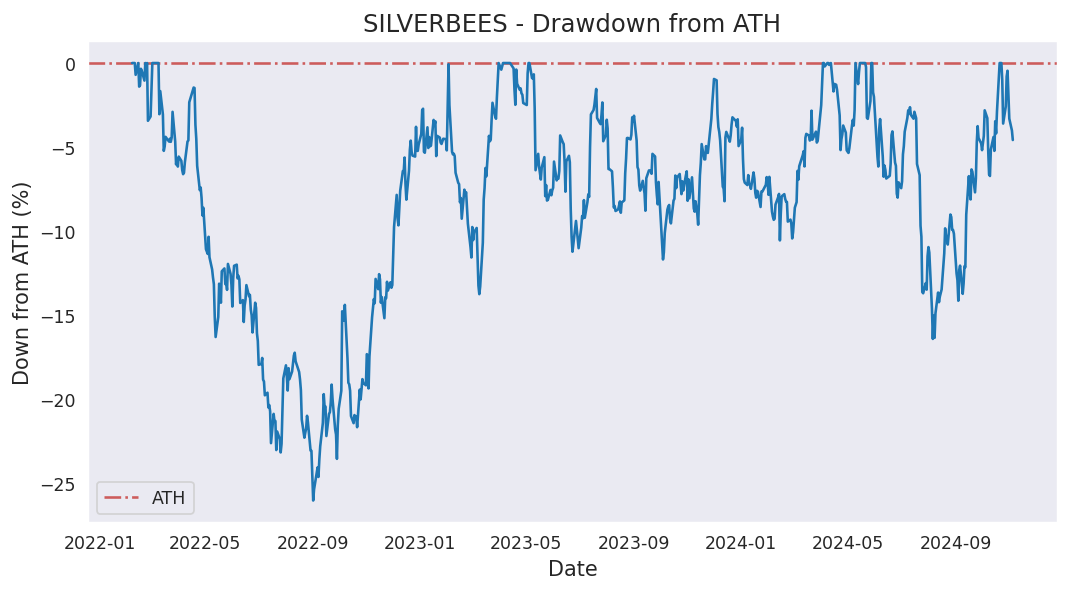 SILVERBEES - Drawdown from ATH
Down from ATH (%)
0
−5
−10
−15
−20
−25
ATH
2022-01 2022-05 2022-09 2023-01 2023-05 2023-09 2024-01 2024-05 2024-09
Date